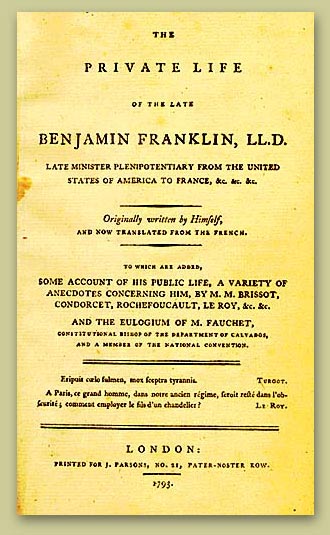 THE
PRIVATE LIFE
OF THE LATE
BENJAMIN FRANKLIN, LL.D.
LATE MINISTER PLENIPOTENTIARY FROM THE UNITED
STATES OF AMERICA TO FRANCE, &c. &c. &c.
Originally written by Himſelf,
AND NOW TRANSLATED FROM THE FRENCH.
TO WHICH ARE ADDED,
SOME ACCOUNT OF HIS PUBLIC LIFE, A VARIETY OF
ANECDOTES CONCERNING HIM, BY M. M. BRISSOT,
CONDORCET, ROCHEFOUCAULT, LE ROY, &c. &c.
AND THE EULOGIUM OF M. FAUCHET,
CONSTITUTIONAL BISHOP OF THE DEPARTMENT OF CALVADOS,
AND A MEMBER OF THE NATIONAL CONVENTION.
Eripuit cœlo fulmen, mox ſceptra tyrannis. TURGOT.
A Paris, ce grand homme, dans notre ancien régime, ſeroit reſté dans l'ob-
ſcurité; comment employer le fils d'un chandelier? LE ROY.
LONDON:
PRINTED FOR J. PARSONS, NO. 21, PATER-NOSTER ROW.
1793.